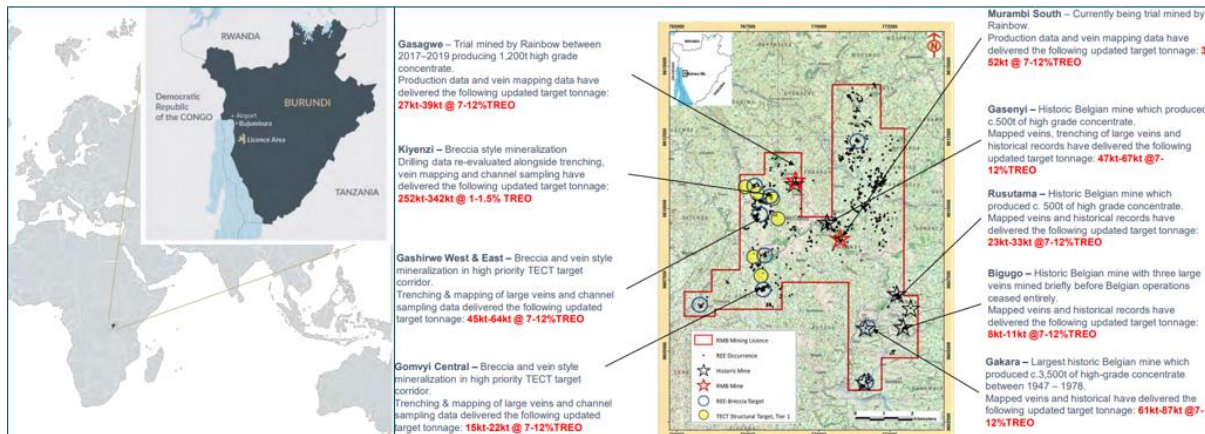 RWANDA
Democratic Republic
of the CONGO
BURUNDI
Airport
Bujumbura
Licence Area
TANZANIA
Gasagwe – Trial mined by Rainbow between
2017–2019 producing 1,200t high grade
concentrate.
Production data and vein mapping data have
delivered the following updated target tonnage:
27kt-39kt @ 7-12%TREO
Kiyenzi – Breccia style mineralization
Drilling data re-evaluated alongside trenching,
vein mapping and channel sampling have
delivered the following updated target tonnage:
252kt-342kt @ 1-1.5% TREO
Gashirwe West & East – Breccia and vein style
mineralization in high priority TECT target
corridor.
Trenching & mapping of large veins and channel
sampling data delivered the following updated
target tonnage: 45kt-64kt @ 7-12%TREO
Gomvyi Central – Breccia and vein style
mineralization in high priority TECT target
corridor.
Trenching & mapping of large veins and channel
sampling data delivered the following updated
target tonnage: 15kt-22kt @ 7-12%TREO
RMB Mining Licence
REE Occurrence
Historic Mine
RMB Mine
REE Breccia Target
TECT Structural Target, Tier 1
Kilometers
N
Murambi South – Currently being trial mined by
Rainbow.
Production data and vein mapping data have
delivered the following updated target tonnage: 3
52kt @ 7-12%TREO
Gasenyi – Historic Belgian mine which produced
c.500t of high grade concentrate.
Mapped veins, trenching of large veins and
historical records have delivered the following
updated target tonnage: 47kt-67kt @7-
12%TREO
Rusutama – Historic Belgian mine which
produced c. 500t of high grade concentrate.
Mapped veins and historical records have
delivered the following updated target tonnage:
23kt-33kt @7-12%TREO
Bigugo – Historic Belgian mine with three large
veins mined briefly before Belgian operations
ceased entirely.
Mapped veins and historical records have
delivered the following updated target tonnage:
8kt-11kt @7-12%TREO
Gakara – Largest historic Belgian mine which
produced c.3,500t of high-grade concentrate
between 1947 – 1978.
Mapped veins and historical have delivered the
following updated target tonnage: 61kt-87kt @7-
12%TREO